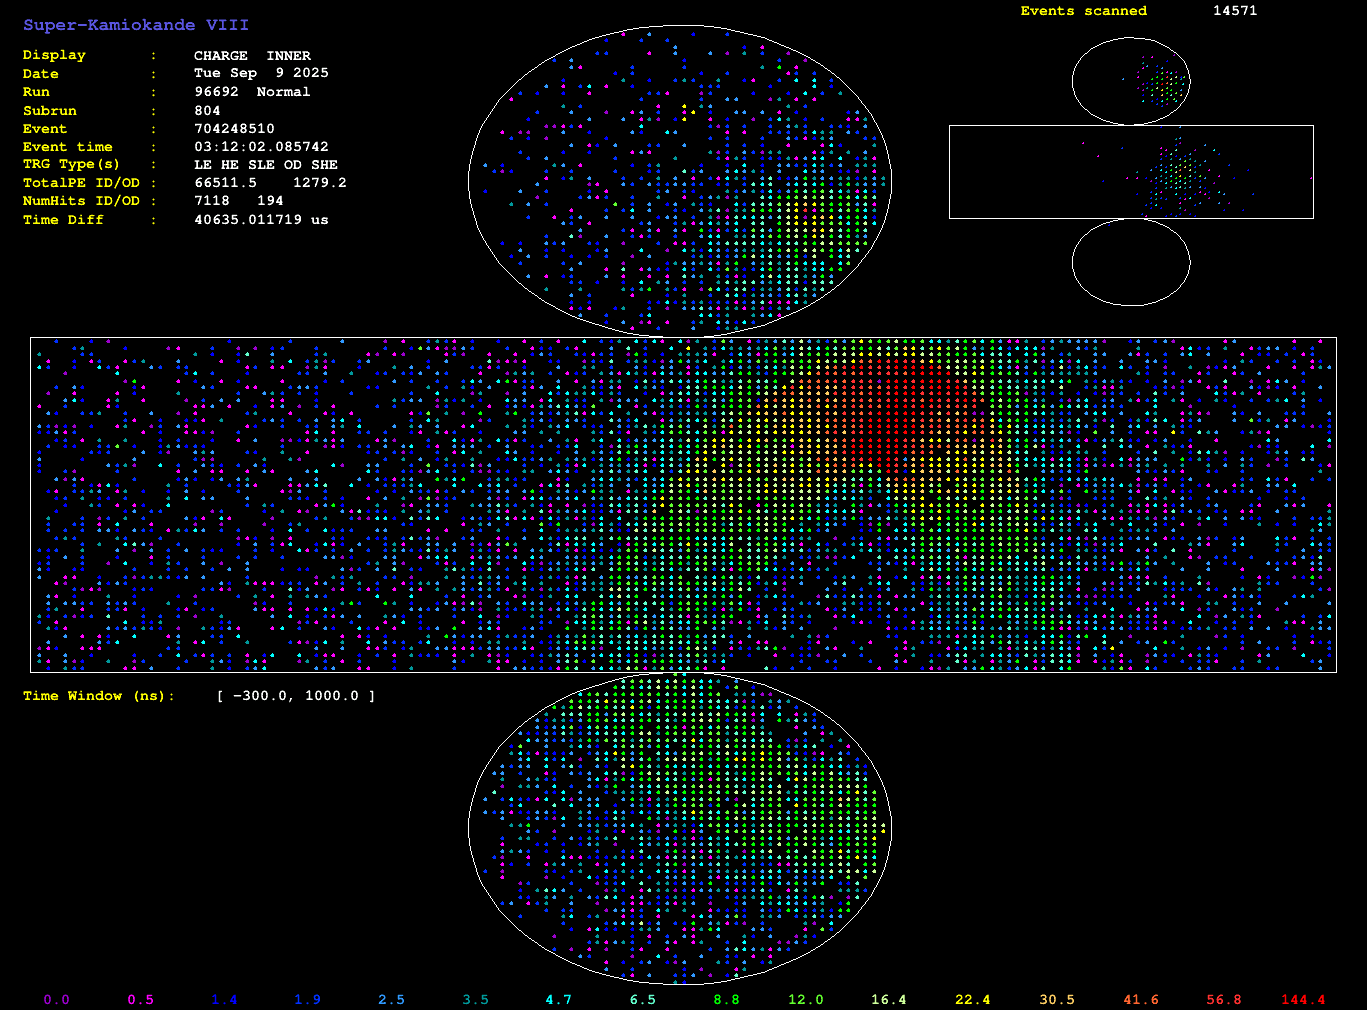 Super-Kamiokande VIII
Events scanned 14571
Display : CHARGE INNER
Date : Tue Sep 9 2025
Run : 96692 Normal
Subrun : 804
Event : 704248510
Event time : 03:12:02.085742
TRG Type(s) : LE HE SLE OD SHE
TotalPE ID/OD : 66511.5 1279.2
NumHits ID/OD : 7118 194
Time Diff : 40635.011719 us
Time Window (ns): [ −300.0, 1000.0 ]
0.0 0.5 1.4 1.9 2.5 3.5 4.7 6.5 8.8 12.0 16.4 22.4 30.5 41.6 56.8 144.4